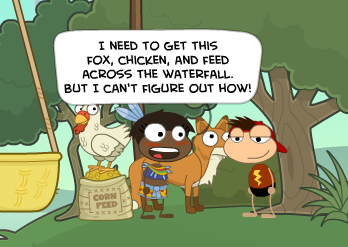 I NEED TO GET THIS
FOX, CHICKEN, AND FEED
ACROSS THE WATERFALL.
BUT I CAN'T FIGURE OUT HOW!
CORN
FEED